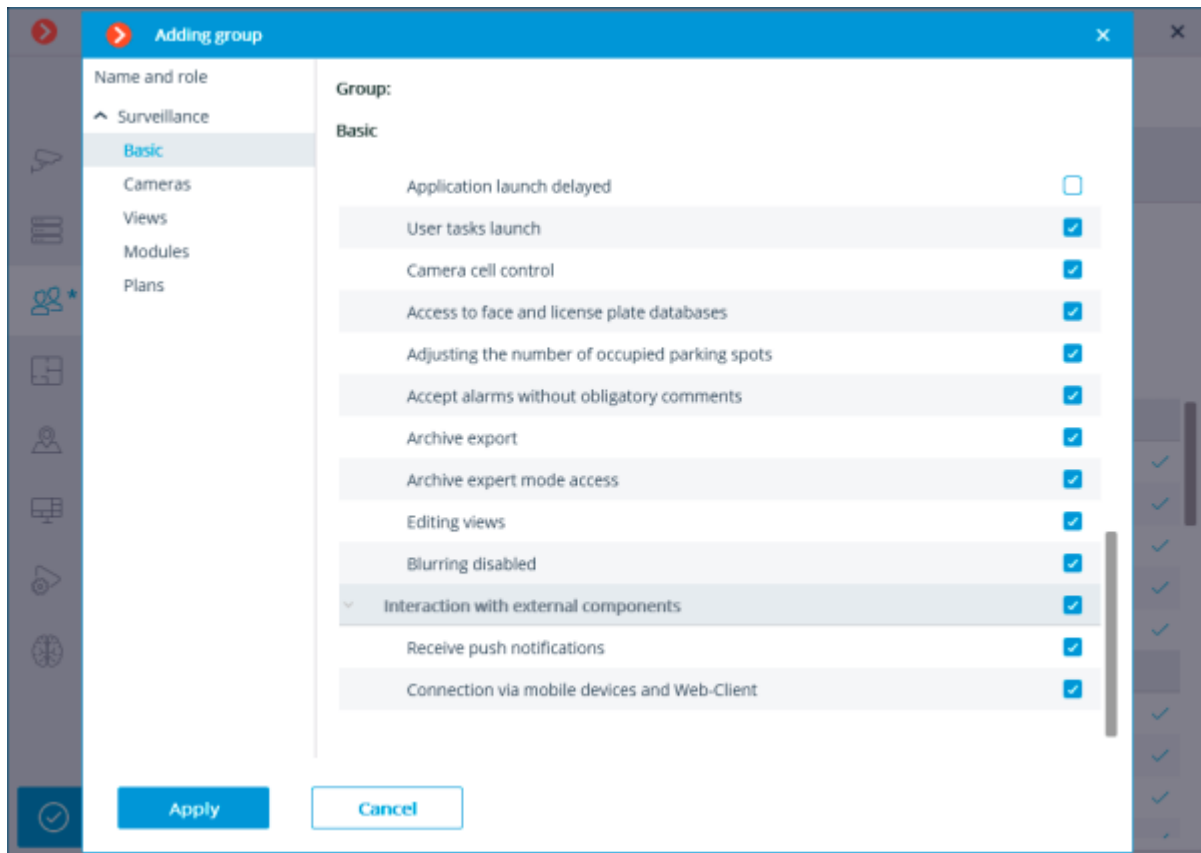 Adding group
Name and role
Surveillance
Basic
Cameras
Views
Modules
Plans
Group:
Basic
Application launch delayed
User tasks launch
Camera cell control
Access to face and license plate databases
Adjusting the number of occupied parking spots
Accept alarms without obligatory comments
Archive export
Archive expert mode access
Editing views
Blurring disabled
Interaction with external components
Receive push notifications
Connection via mobile devices and Web-Client
Apply
Cancel